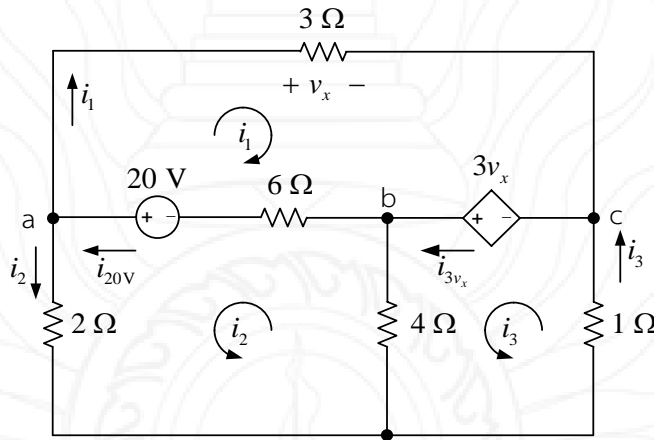 3 Ω
+ vₓ −
i₁
i₁
20 V
6 Ω
b
3vₓ
a
+ −
+ −
c
i₂
i₂₀V
i₃ᵥₓ
i₃
2 Ω
i₂
4 Ω
i₃
1 Ω